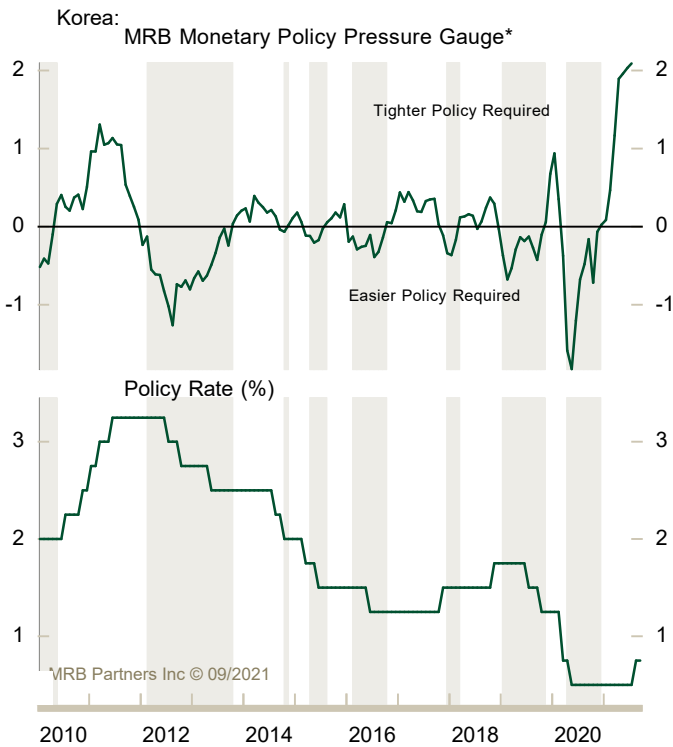 Korea:
MRB Monetary Policy Pressure Gauge*
2 2
Tighter Policy Required
1 1
0 0
Easier Policy Required
-1 -1
Policy Rate (%)
3 3
2 2
1 1
MRB Partners Inc © 09/2021
2010 2012 2014 2016 2018 2020